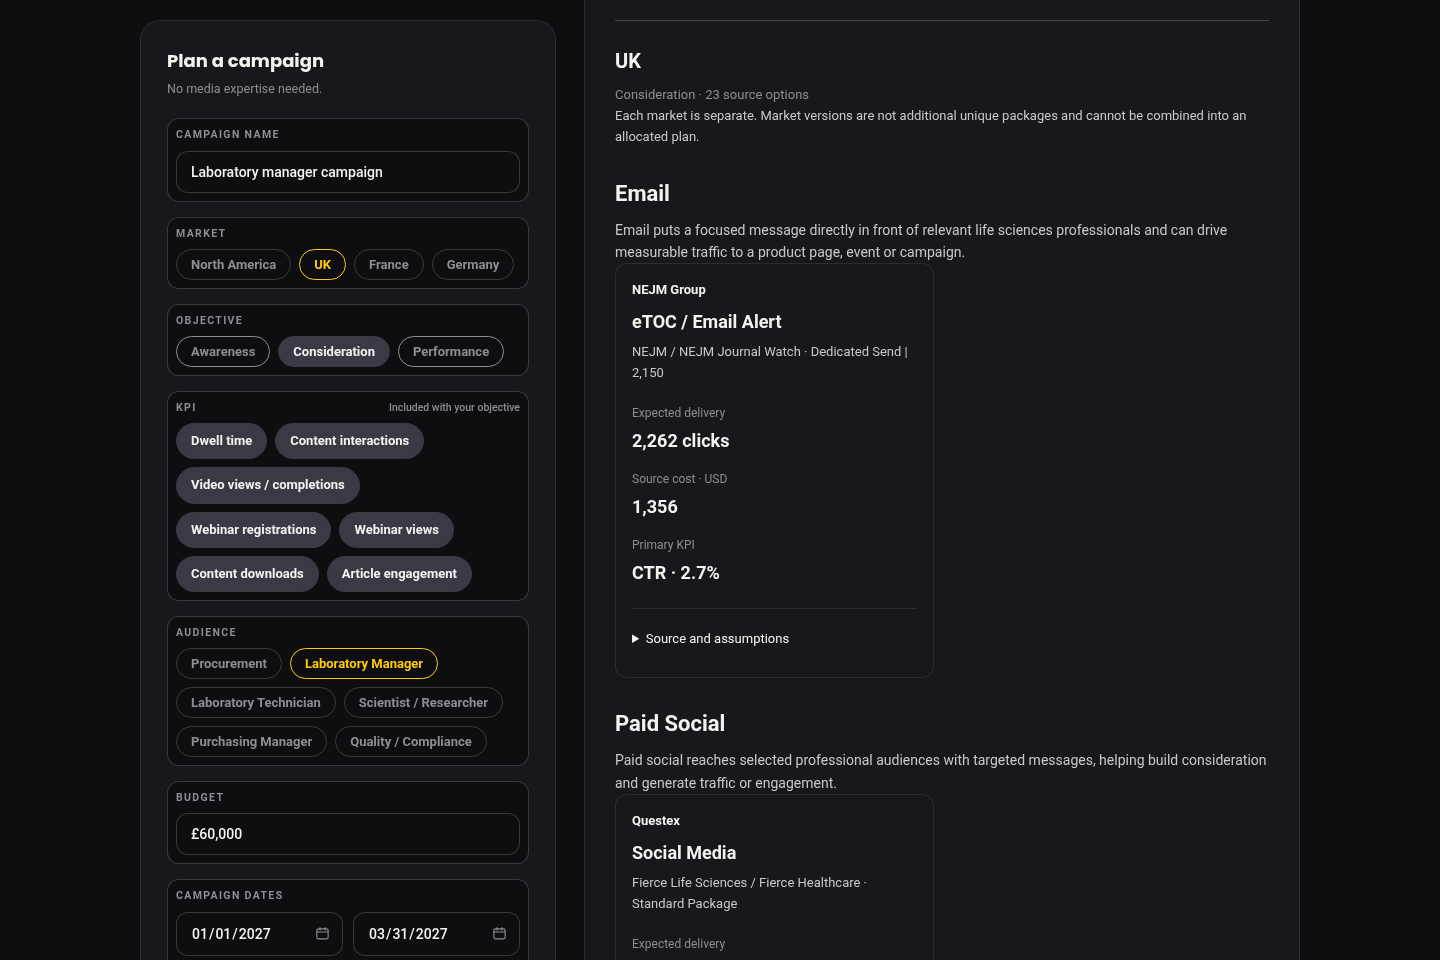 Plan a campaign
No media expertise needed.
CAMPAIGN NAME
Laboratory manager campaign
MARKET
North America
UK
France
Germany
OBJECTIVE
Awareness
Consideration
Performance
KPI
Included with your objective
Dwell time
Content interactions
Video views / completions
Webinar registrations
Webinar views
Content downloads
Article engagement
AUDIENCE
Procurement
Laboratory Manager
Laboratory Technician
Scientist / Researcher
Purchasing Manager
Quality / Compliance
BUDGET
£60,000
CAMPAIGN DATES
01/01/2027
03/31/2027
UK
Consideration · 23 source options
Each market is separate. Market versions are not additional unique packages and cannot be combined into an
allocated plan.
Email
Email puts a focused message directly in front of relevant life sciences professionals and can drive
measurable traffic to a product page, event or campaign.
NEJM Group
eTOC / Email Alert
NEJM / NEJM Journal Watch · Dedicated Send |
2,150
Expected delivery
2,262 clicks
Source cost · USD
1,356
Primary KPI
CTR · 2.7%
Source and assumptions
Paid Social
Paid social reaches selected professional audiences with targeted messages, helping build consideration
and generate traffic or engagement.
Questex
Social Media
Fierce Life Sciences / Fierce Healthcare ·
Standard Package
Expected delivery